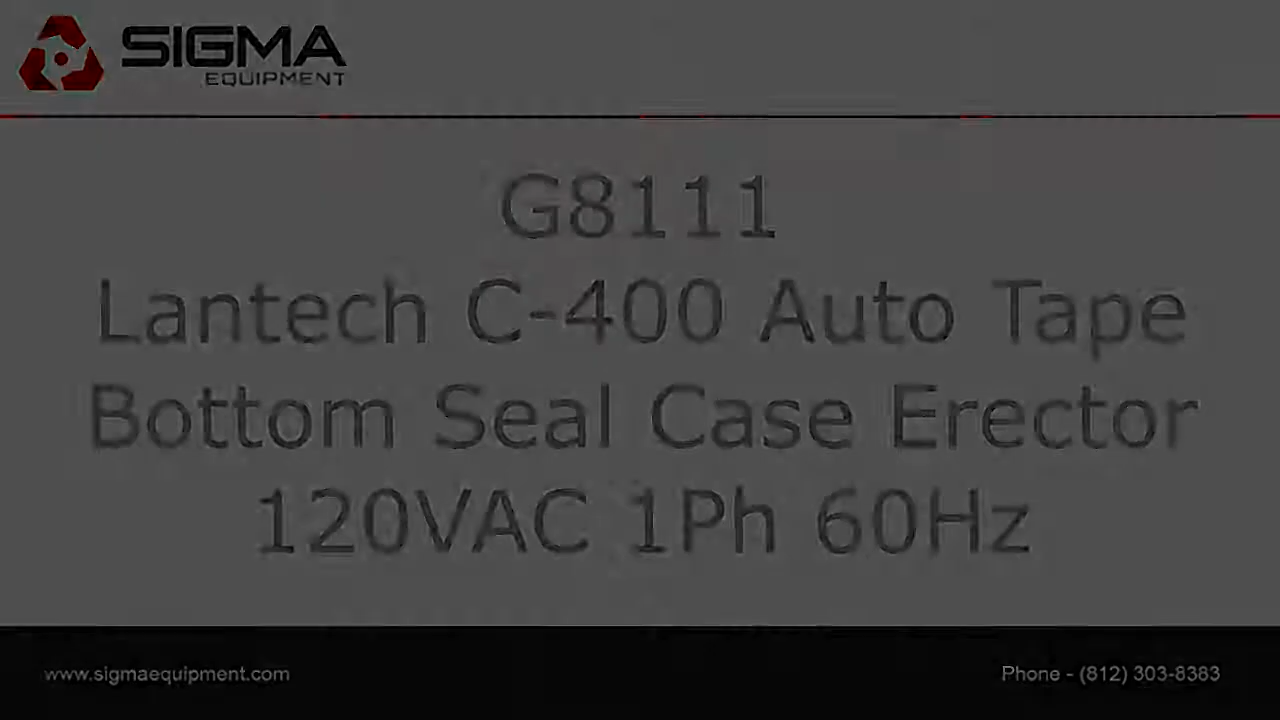 SIGMA
EQUIPMENT
G8111
Lantech C-400 Auto Tape
Bottom Seal Case Erector
120VAC 1Ph 60Hz
www.sigmaequipment.com
Phone - (812) 303-8383